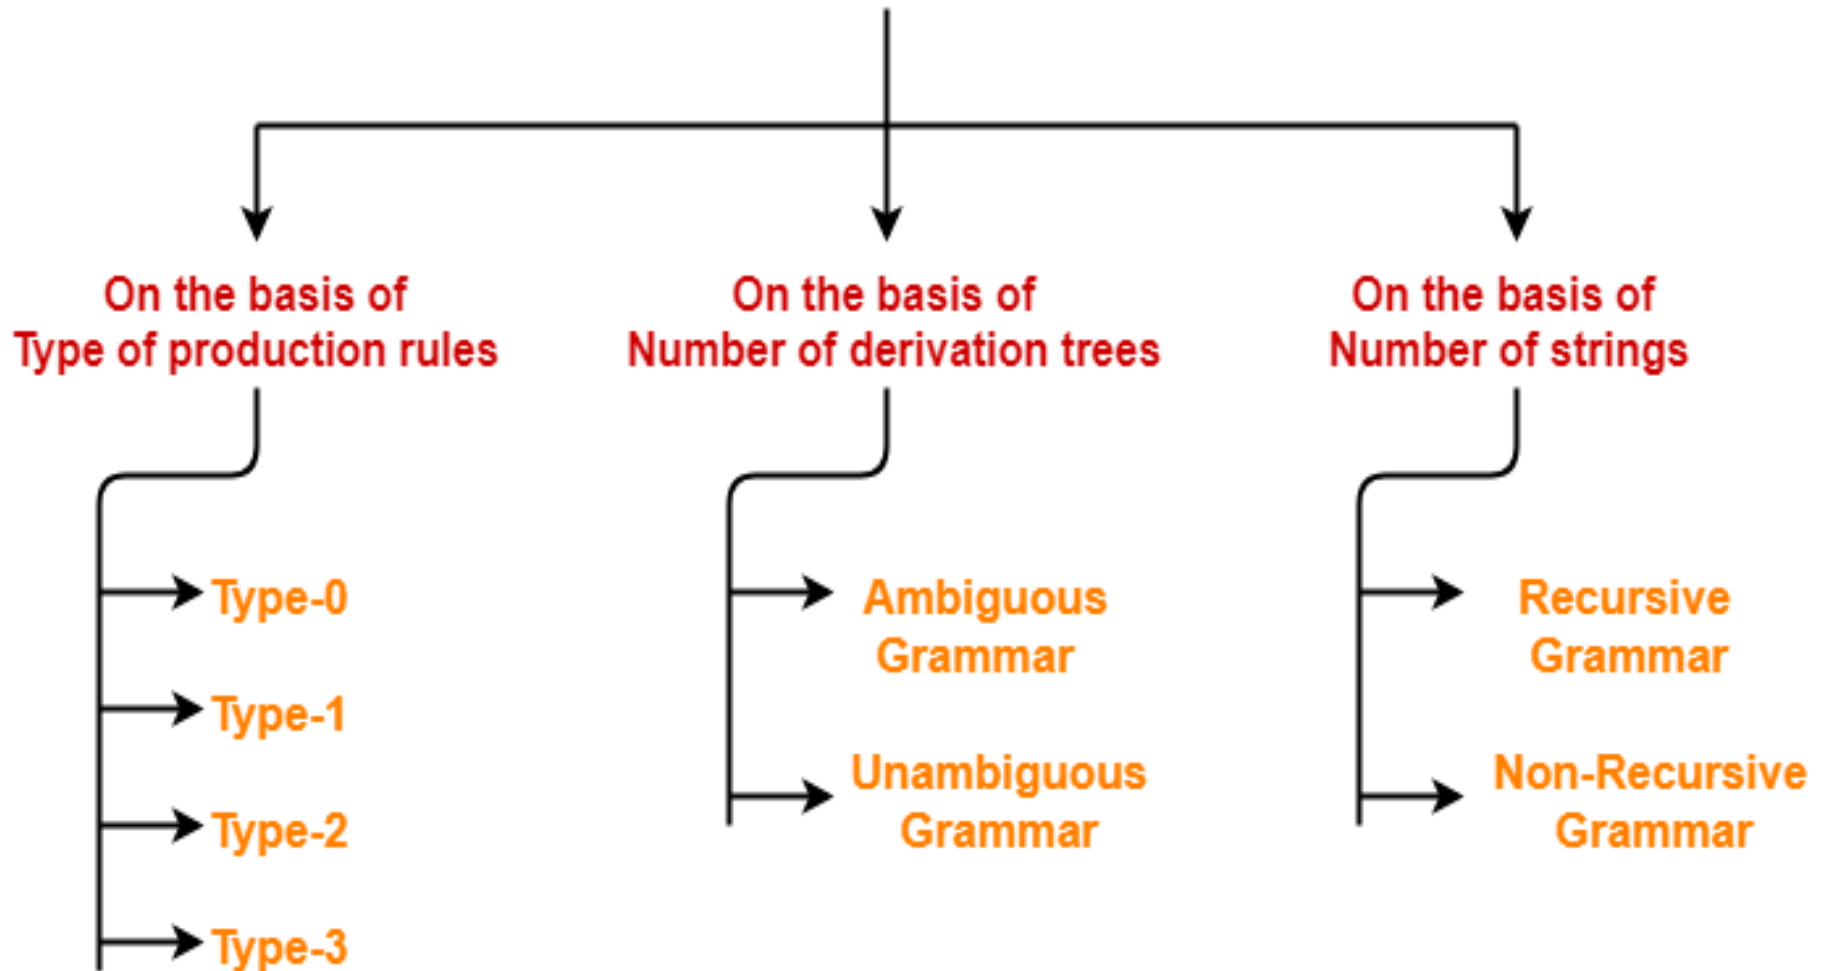 On the basis of
Type of production rules
On the basis of
Number of derivation trees
On the basis of
Number of strings
Type-0
Type-1
Type-2
Type-3
Ambiguous
Grammar
Unambiguous
Grammar
Recursive
Grammar
Non-Recursive
Grammar